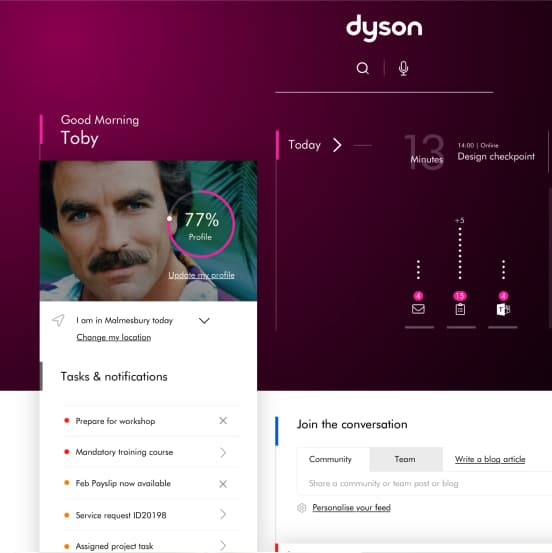 dyson
Good Morning
Toby
77%
Profile
Update my profile
I am in Malmesbury today
Change my location
Tasks & notifications
Prepare for workshop
Mandatory training course
Feb Payslip now available
Service request ID20198
Assigned project task
Today
13
Minutes
14:00 | Online
Design checkpoint
+5
4
15
4
Join the conversation
Community
Team
Write a blog article
Share a community or team post or blog
Personalise your feed